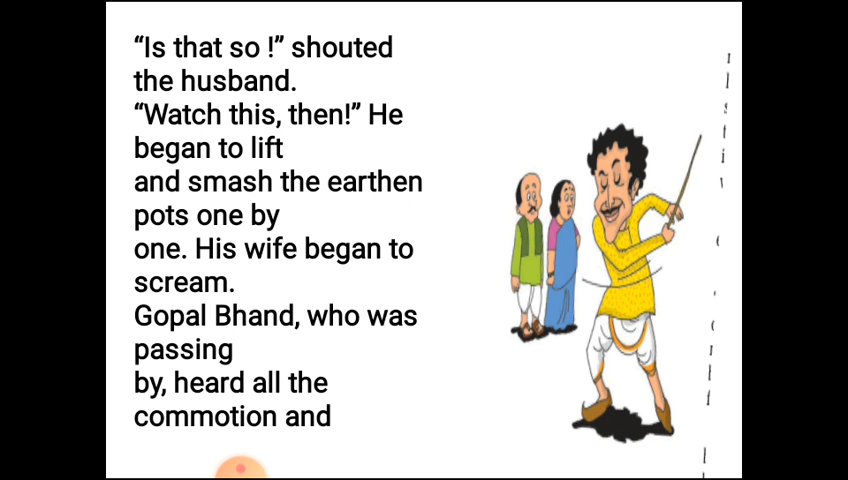 “Is that so !” shouted
the husband.
“Watch this, then!” He
began to lift
and smash the earthen
pots one by
one. His wife began to
scream.
Gopal Bhand, who was
passing
by, heard all the
commotion and